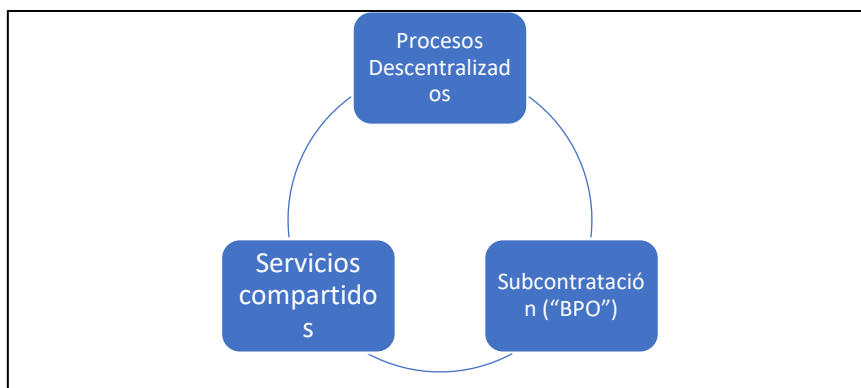 Procesos
Descentralizad
os
Servicios
compartido
s
Subcontratació
n (“BPO”)